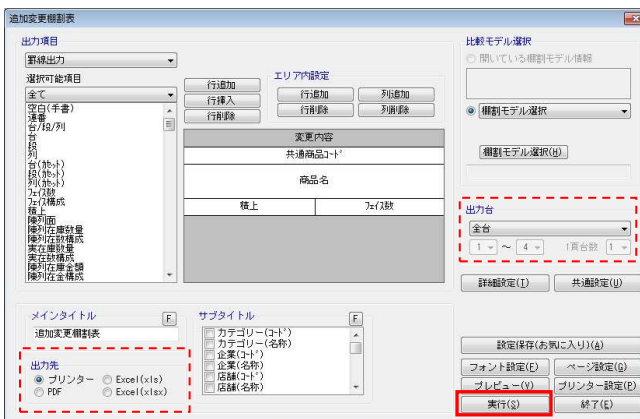 追加変更棚割表
出力項目
罫線出力
選択可能項目
全て
空白(手書)
連番
台/段/列
台
段
列
台(ｶｾｯﾄ)
段(ｶｾｯﾄ)
列(ｶｾｯﾄ)
ﾌｪｲｽ数
ﾌｪｲｽ構成
積上
陳列面
陳列在庫数量
陳列在数構成
実在庫数量
実在数構成
陳列在庫金額
陳列在金構成
行追加
行挿入
行削除
エリア内設定
行追加
列追加
行削除
列削除
変更内容
共通商品ｺｰﾄﾞ
商品名
積上
ﾌｪｲｽ数
比較モデル選択
開いている棚割モデル情報
棚割モデル選択
棚割モデル選択(H)
出力台
全台
1 ～ 4 1頁台数 1
詳細設定(I)
共通設定(U)
メインタイトル F
追加変更棚割表
サブタイトル F
カテゴリー(ｺｰﾄﾞ)
カテゴリー(名称)
企業(ｺｰﾄﾞ)
企業(名称)
店舗(ｺｰﾄﾞ)
店舗(名称)
出力先
プリンター Excel(xls)
PDF Excel(xlsx)
設定保存(お気に入り)(A)
フォント設定(F) ページ設定(G)
プレビュー(V) プリンター設定(P)
実行(S) 終了(E)